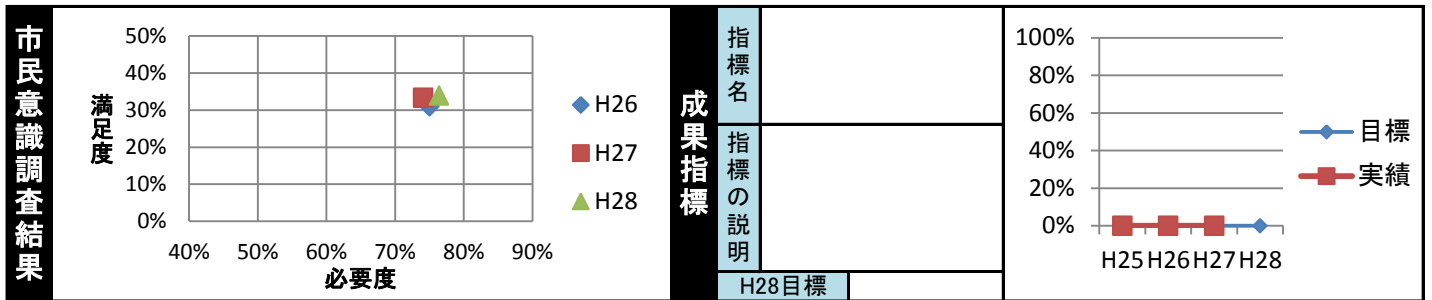 市民意識調査結果
満足度
50%
40%
30%
20%
10%
0%
40% 50% 60% 70% 80% 90%
必要度
H26
H27
H28
成果指標
指標名
指標の説明
H28目標
100%
80%
60%
40%
20%
0%
H25 H26 H27 H28
目標
実績